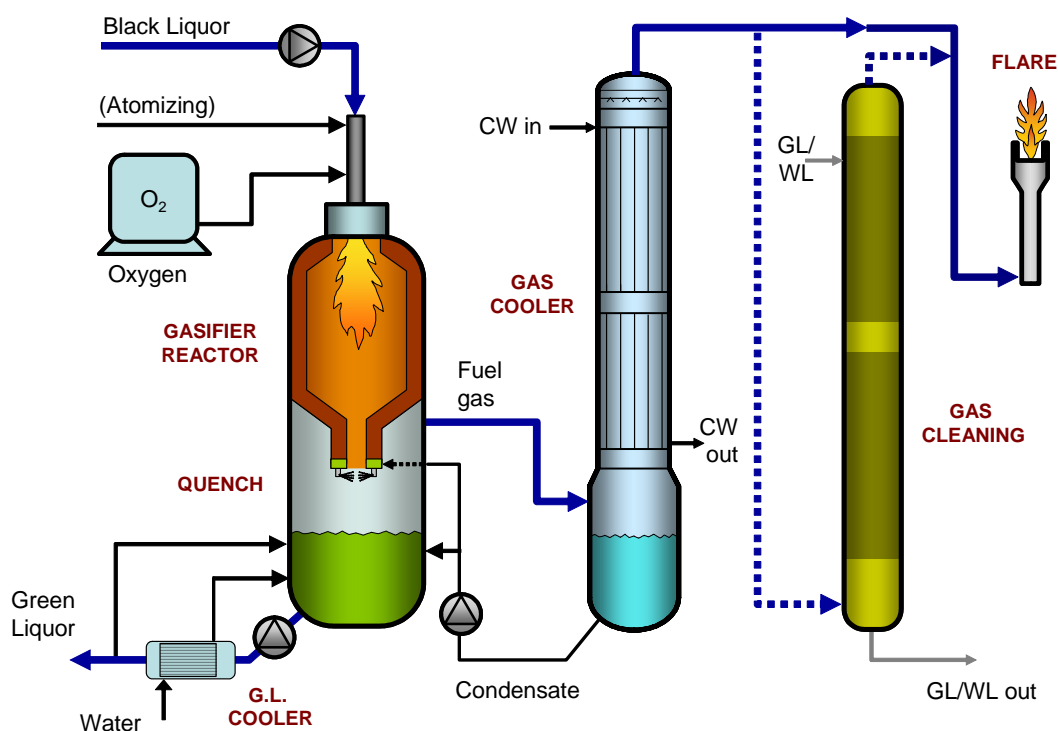 Black Liquor
(Atomizing)
O2
Oxygen
GASIFIER
REACTOR
QUENCH
Green
Liquor
Water
G.L.
COOLER
Fuel
gas
Condensate
CW in
GAS
COOLER
CW
out
GL/
WL
FLARE
GAS
CLEANING
GL/WL out